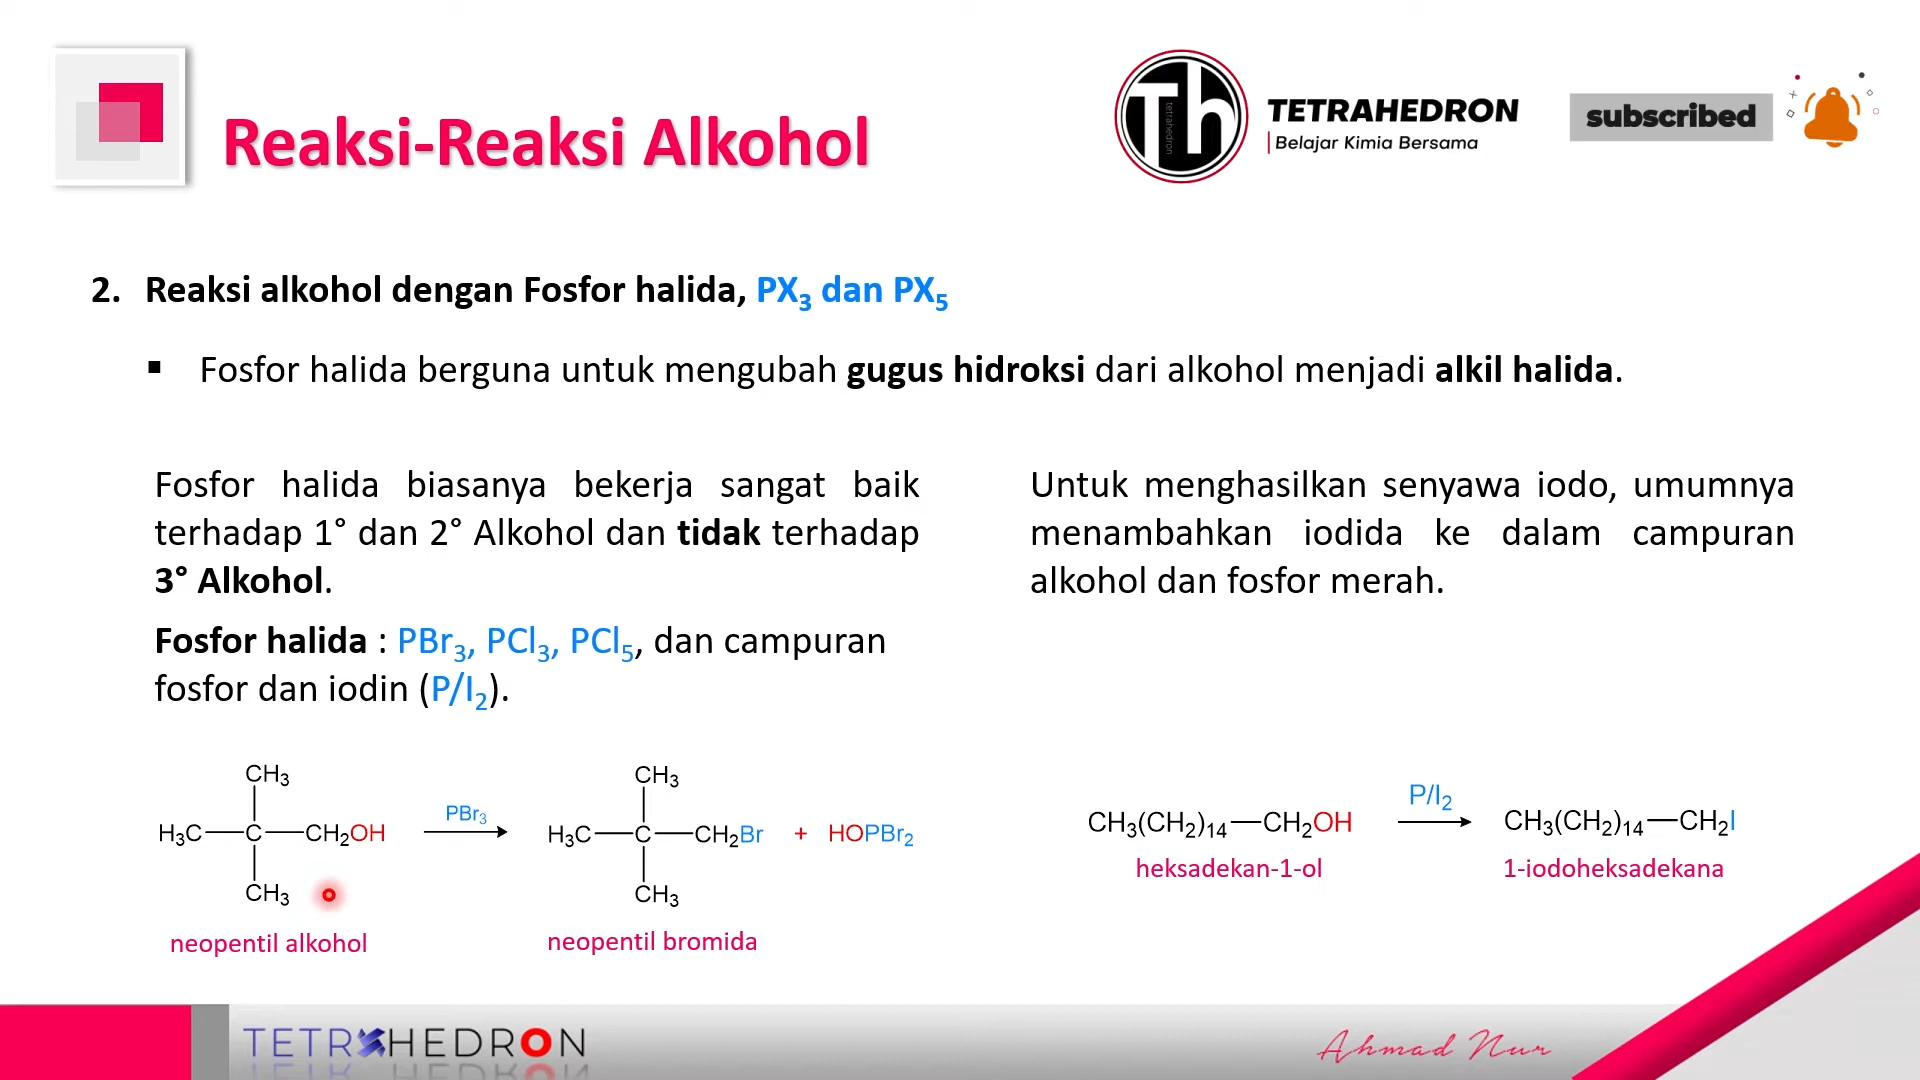 Reaksi-Reaksi Alkohol
Th
tetrahedron
TETRAHEDRON
Belajar Kimia Bersama
subscribed
2. Reaksi alkohol dengan Fosfor halida, PX₃ dan PX₅
▪ Fosfor halida berguna untuk mengubah gugus hidroksi dari alkohol menjadi alkil halida.
Fosfor halida biasanya bekerja sangat baik
terhadap 1° dan 2° Alkohol dan tidak terhadap
3° Alkohol.
Fosfor halida : PBr₃, PCl₃, PCl₅, dan campuran
fosfor dan iodin (P/I₂).
CH₃
H₃C—C—CH₂OH
CH₃
neopentil alkohol
PBr₃
CH₃
H₃C—C—CH₂Br + HOPBr₂
CH₃
neopentil bromida
Untuk menghasilkan senyawa iodo, umumnya
menambahkan iodida ke dalam campuran
alkohol dan fosfor merah.
CH₃(CH₂)₁₄—CH₂OH
heksadekan-1-ol
P/I₂
CH₃(CH₂)₁₄—CH₂I
1-iodoheksadekana
TETRAHEDRON
Ahmad Nur